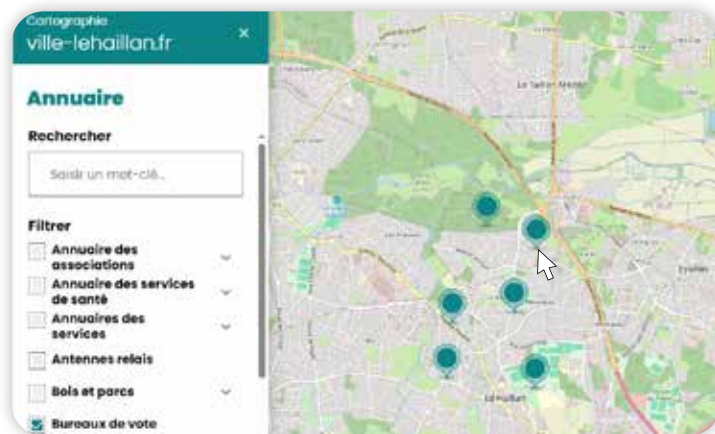 Cartographie
ville-lehaillan.fr
×
Annuaire
Rechercher
Saisir un mot-clé...
Filtrer
Annuaire des
associations
Annuaire des services
de santé
Annuaires des
services
Antennes relais
Bois et parcs
Bureaux de vote
Le Haillan
Eysines